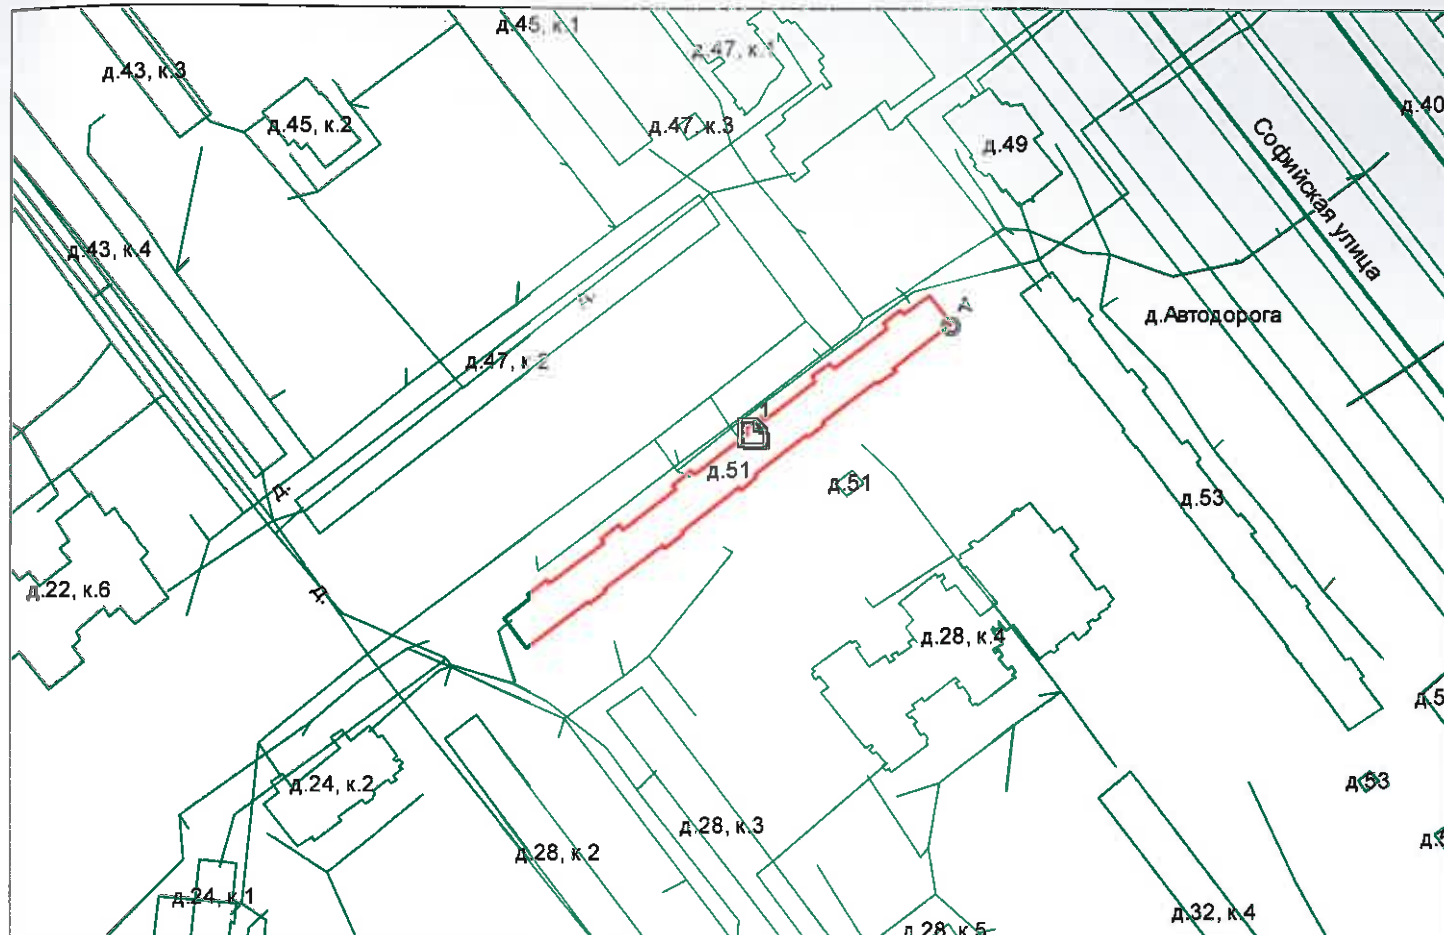 д.45, к.1
д.47, к.1
д.43, к.3
д.45, к.2
д.47, к.3
д.49
д.40
Софийская улица
д.43, к.4
д.
д.Автодорога
д.47, к.2
1
д.51
д.51
д.
д.53
д.22, к.6
д.
д.28, к.4
д.5
д.24, к.2
д.53
д.28, к.3
д.28, к.2
д.24, к.1
д.32, к.4
д.28, к.5